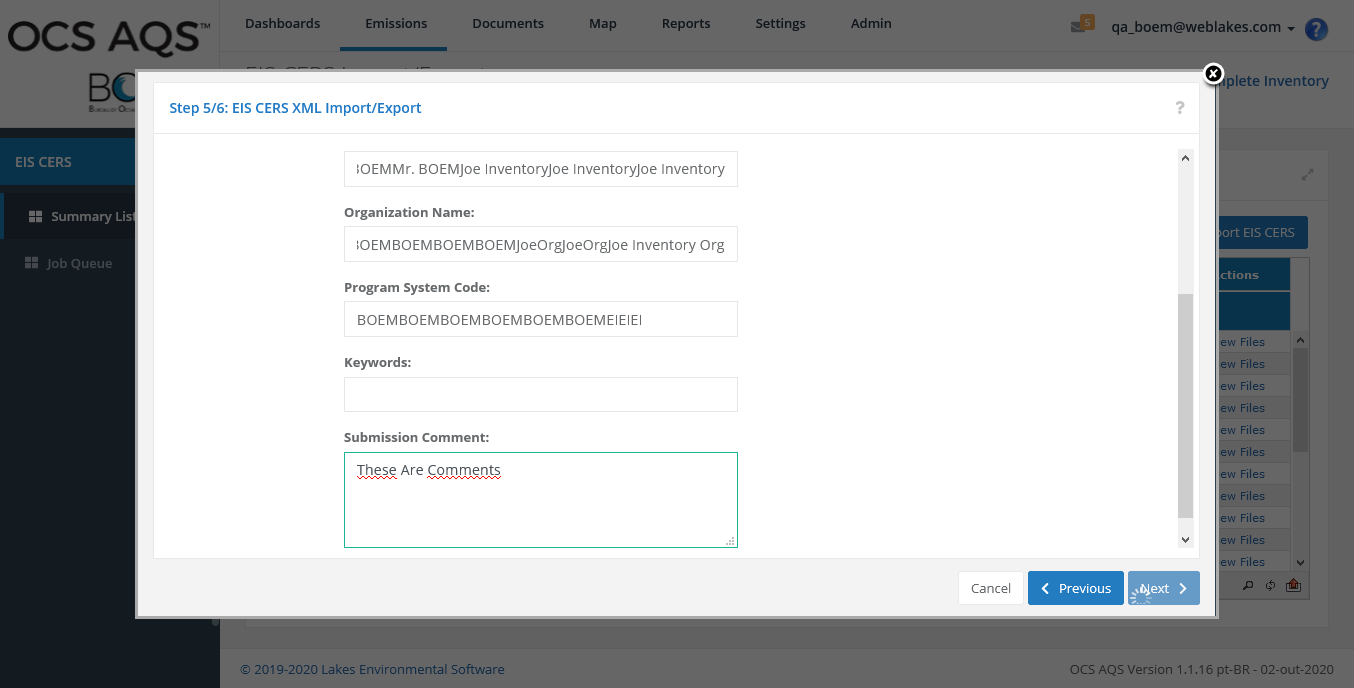 OCS AQS™
Dashboards
Emissions
Documents
Map
Reports
Settings
Admin
5
qa_boem@weblakes.com
?
Step 5/6: EIS CERS XML Import/Export
?
EIS CERS
Summary List
Job Queue
BOEMMr. BOEMJoe InventoryJoe InventoryJoe Inventory
Organization Name:
BOEMBOEMBOEMBOEMJoeOrgJoeOrgJoe Inventory Org
Program System Code:
BOEMBOEMBOEMBOEMBOEMBOEMEIEIEI
Keywords:
Submission Comment:
These Are Comments
Cancel
Previous
Next
plete Inventory
port EIS CERS
ctions
ew Files
ew Files
ew Files
ew Files
ew Files
ew Files
ew Files
ew Files
ew Files
ew Files
ew Files
© 2019-2020 Lakes Environmental Software
OCS AQS Version 1.1.16 pt-BR - 02-out-2020